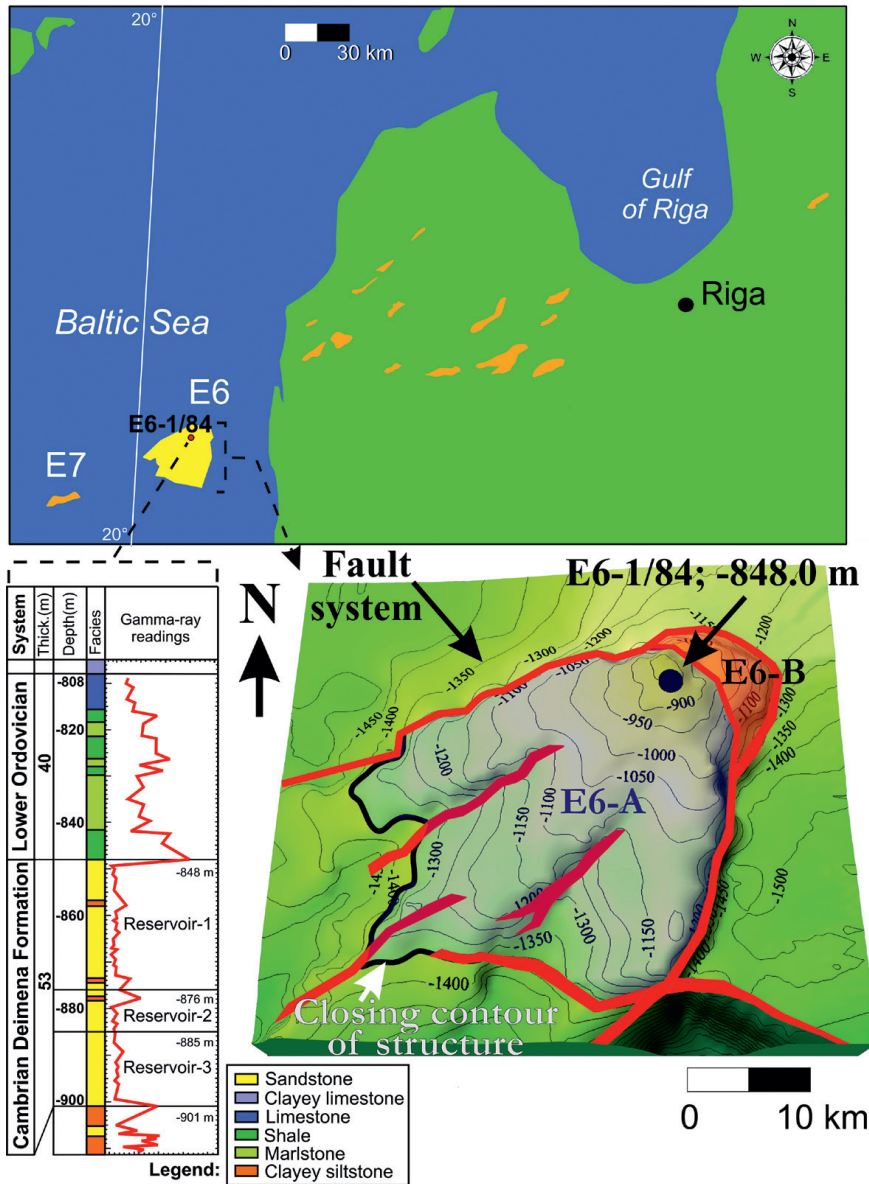 20°
0 30 km
N
W E
S
Gulf
of Riga
Riga
Baltic Sea
E6
E6-1/84
E7
20°
Fault
system
E6-1/84; -848.0 m
N
E6-B
E6-A
-1450
-1400
-1350
-1300
-1200
-1100
-1050
-1150
-1200
-900
-950
-1000
-1050
-1100
-1300
-1350
-1400
-1200
-1100
-1150
-1300
-1400
-1200
-1350
-1300
-1150
-1450
-1400
-1500
-1400
Closing contour
of structure
0 10 km
System
Thick.(m)
Depth(m)
Facies
Gamma-ray
readings
Lower Ordovician
40
-808
-820
-840
Cambrian Deimena Formation
53
-848 m
-860
Reservoir-1
-876 m
-880
Reservoir-2
-885 m
Reservoir-3
-900
-901 m
Legend:
Sandstone
Clayey limestone
Limestone
Shale
Marlstone
Clayey siltstone